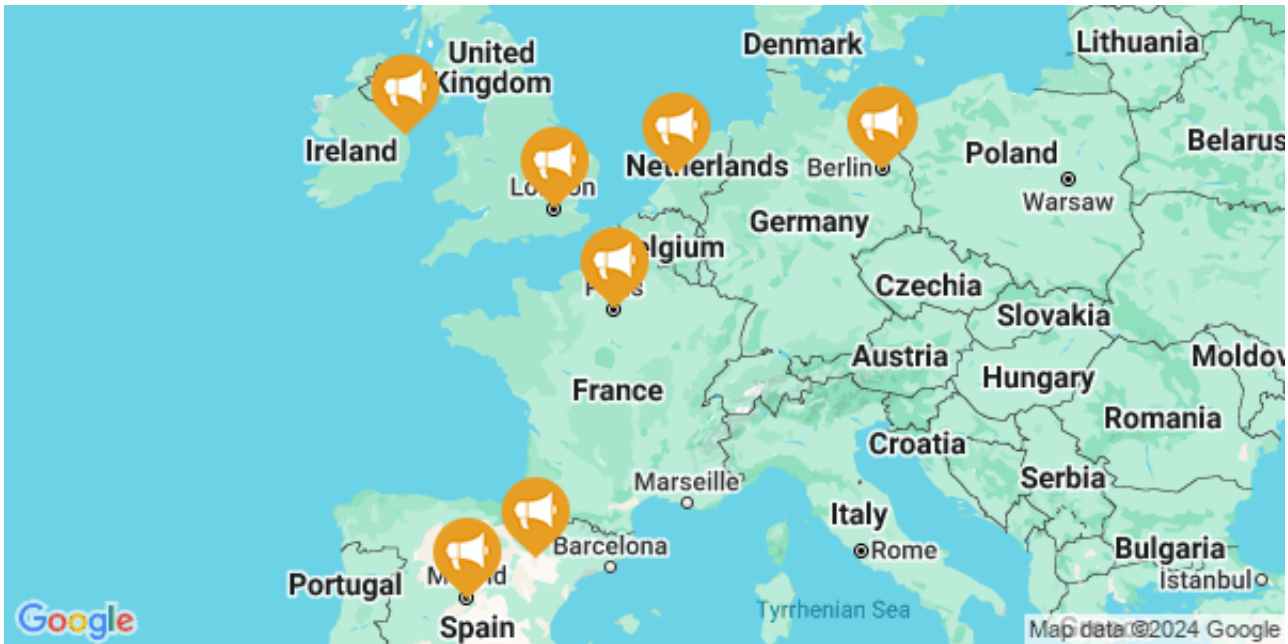 Denmark
Lithuania
United
Kingdom
Belarus
Ireland
Netherlands
Berlin
Poland
Warsaw
Germany
Czechia
Slovakia
Austria
Hungary
Moldov
France
Romania
Croatia
Marseille
Serbia
Italy
Barcelona
Rome
Bulgaria
Portugal
İstanbul
Tyrrhenian Sea
Spain
Google
Map data ©2024 Google